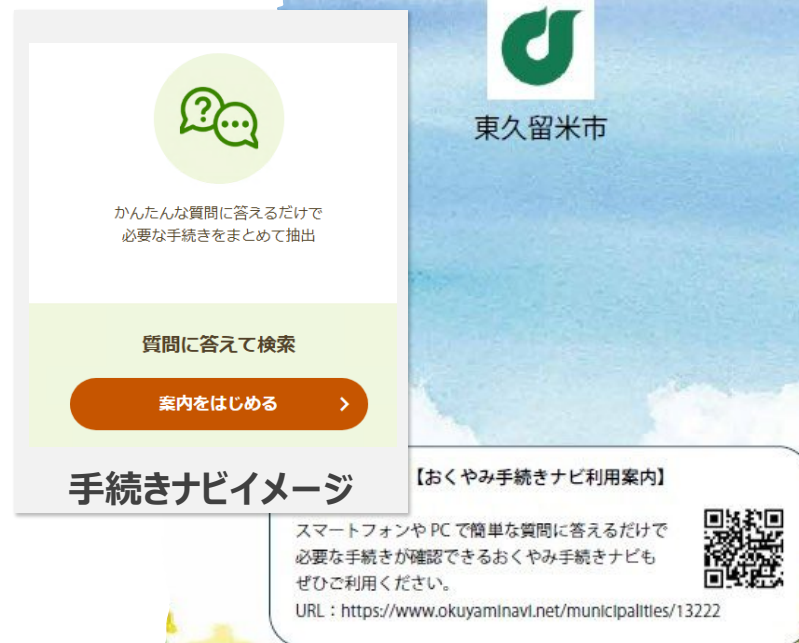 かんたんな質問に答えるだけで
必要な手続きをまとめて抽出
質問に答えて検索
案内をはじめる
手続きナビイメージ
東久留米市
【おくやみ手続きナビ利用案内】
スマートフォンや PC で簡単な質問に答えるだけで
必要な手続きが確認できるおくやみ手続きナビも
ぜひご利用ください。
URL：https://www.okuyaminavi.net/municipalities/13222